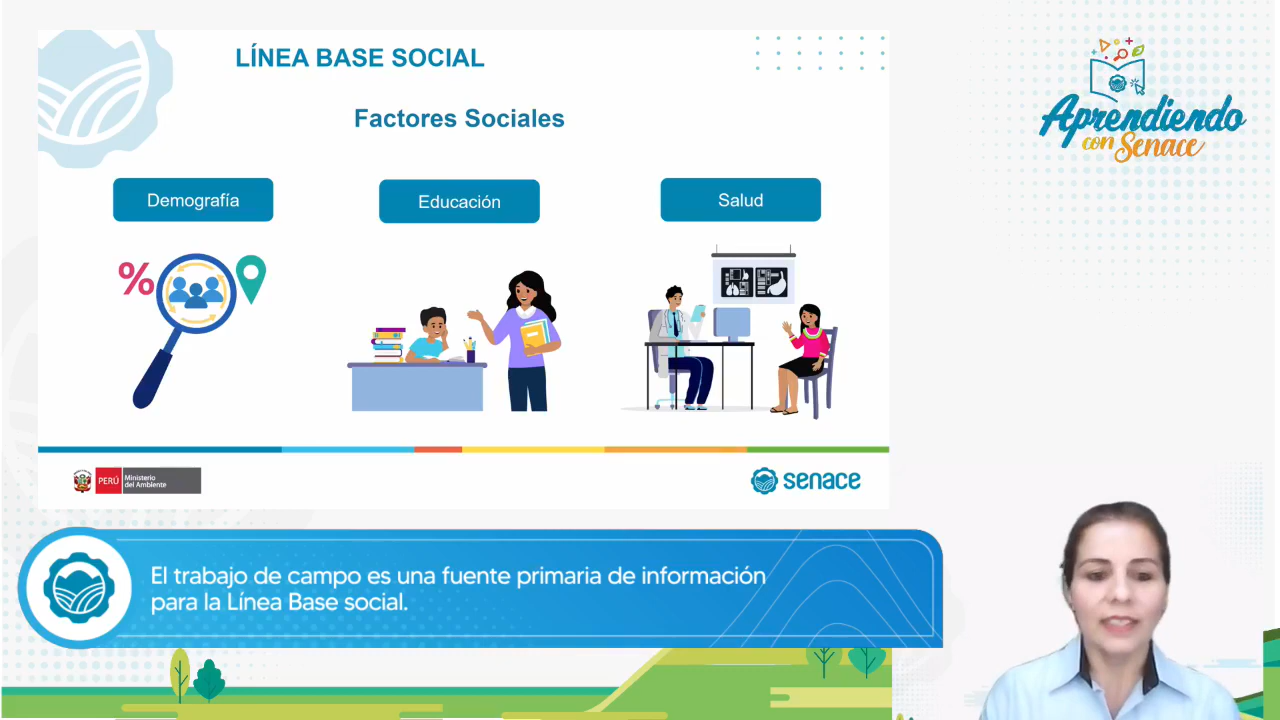 LÍNEA BASE SOCIAL
Factores Sociales
Demografía
Educación
Salud
%
PERÚ
Ministerio
del Ambiente
senace
Aprendiendo
con Senace
El trabajo de campo es una fuente primaria de información
para la Línea Base social.